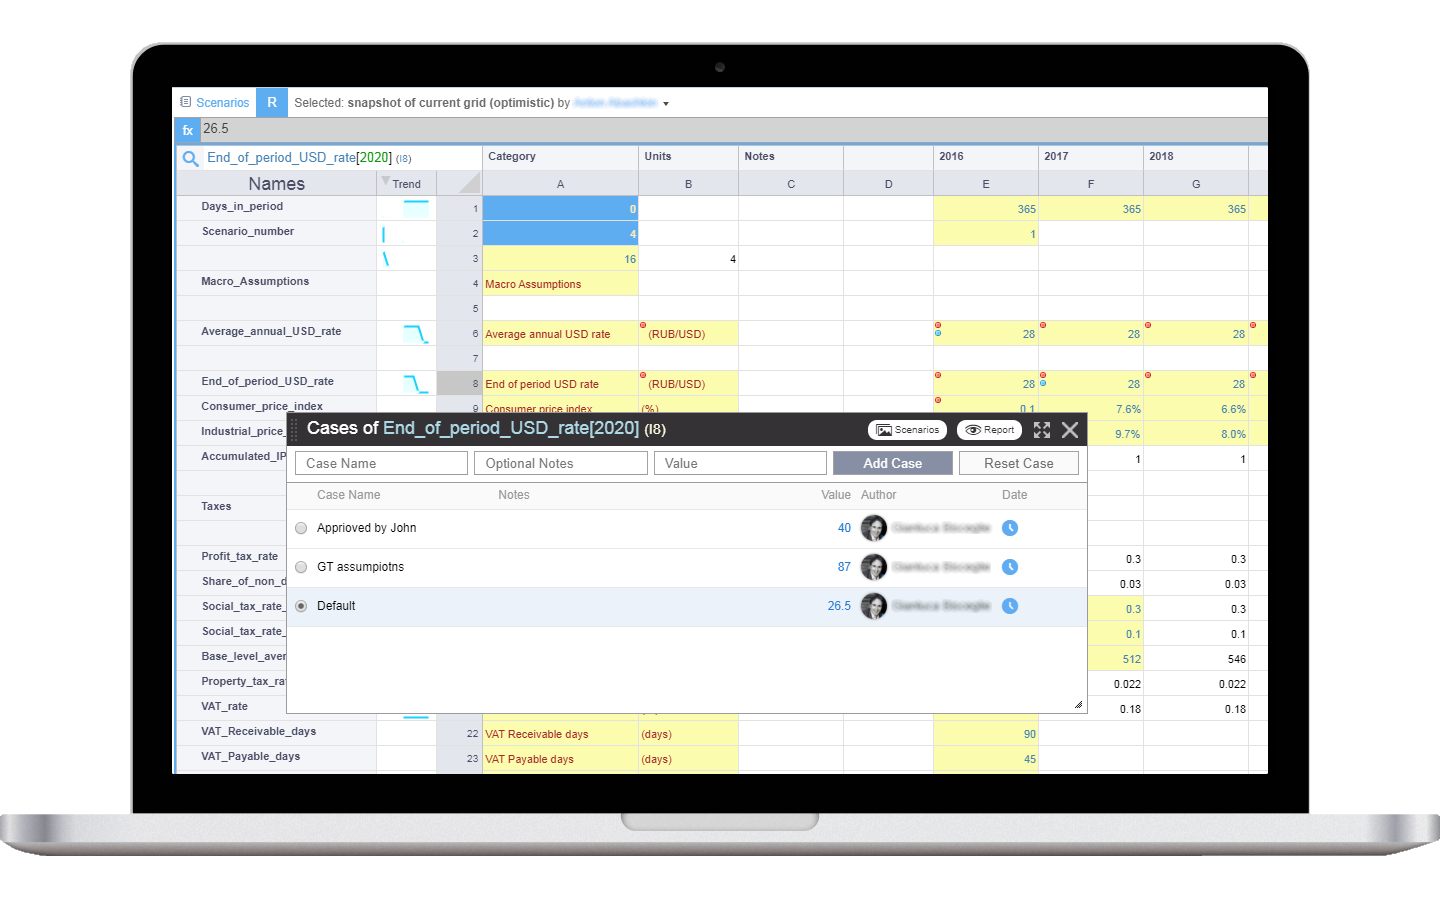 Scenarios R Selected: snapshot of current grid (optimistic) by
fx 26.5
End_of_period_USD_rate[2020] (I8) Category Units Notes 2016 2017 2018
Names Trend A B C D E F G
Days_in_period 1 0 365 365 365
Scenario_number 2 4 1
3 16 4
Macro_Assumptions 4 Macro Assumptions
5
Average_annual_USD_rate 6 Average annual USD rate (RUB/USD) 28 28 28
7
End_of_period_USD_rate 8 End of period USD rate (RUB/USD) 28 28 28
Consumer_price_index 9 Consumer price index (%) 0.1 7.6% 6.6%
Industrial_price_ 9.7% 8.0%
Accumulated_IP 1 1
Taxes
Profit_tax_rate 0.3 0.3
Share_of_non_d 0.03 0.03
Social_tax_rate_ 0.3 0.3
Social_tax_rate_ 0.1 0.1
Base_level_aver 512 546
Property_tax_ra 0.022 0.022
VAT_rate 0.18 0.18
VAT_Receivable_days 22 VAT Receivable days (days) 90
VAT_Payable_days 23 VAT Payable days (days) 45
Cases of End_of_period_USD_rate[2020] (I8) Scenarios Report
Case Name Optional Notes Value Add Case Reset Case
Case Name Notes Value Author Date
Apprioved by John 40
GT assumpiotns 87
Default 26.5